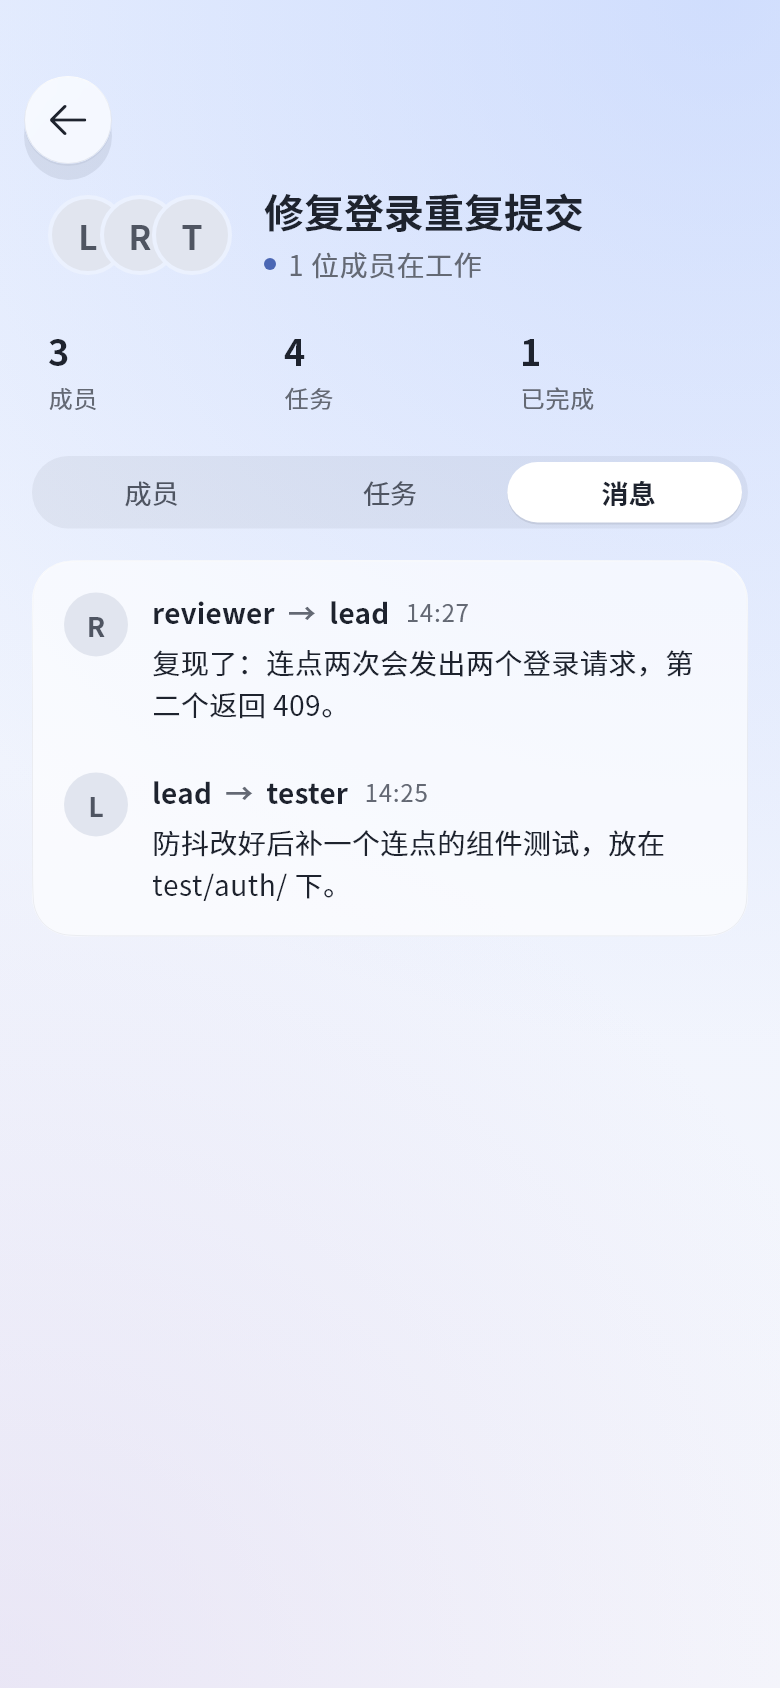 L R T
修复登录重复提交
1 位成员在工作
3 4 1
成员 任务 已完成
成员 任务 消息
R
reviewer → lead 14:27
复现了：连点两次会发出两个登录请求，第
二个返回 409。
L
lead → tester 14:25
防抖改好后补一个连点的组件测试，放在
test/auth/ 下。